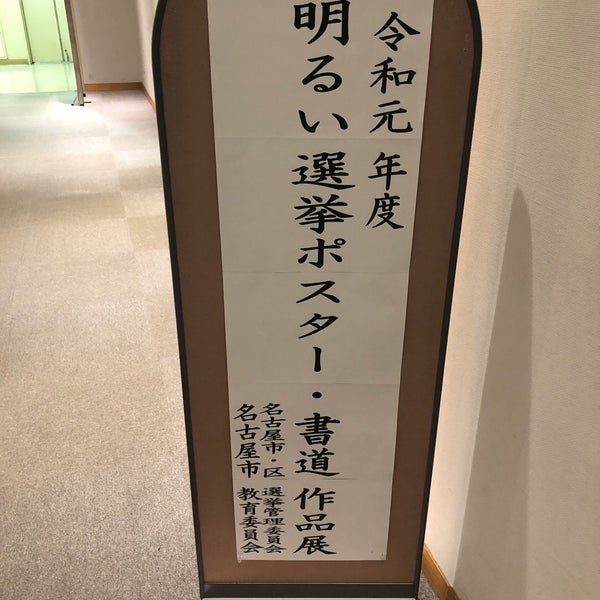 令和元年度
明るい選挙ポスター・書道作品展
名古屋市・区選挙管理委員会
名古屋市教育委員会